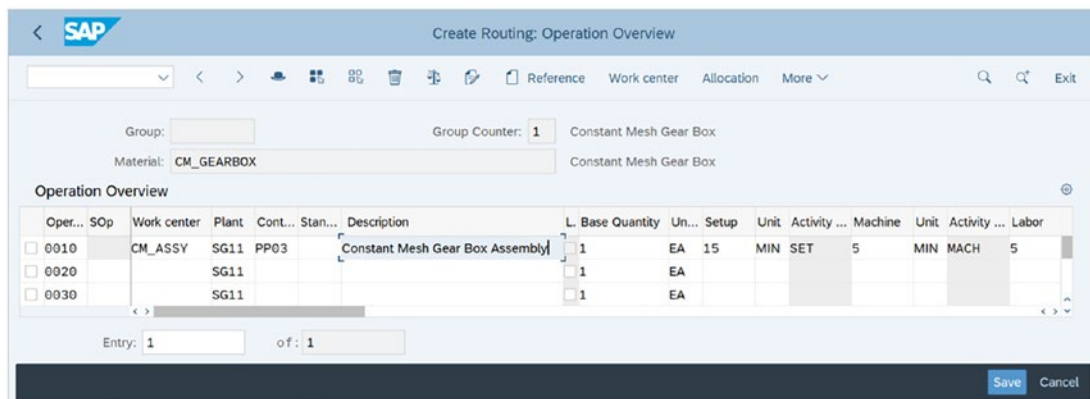 SAP Create Routing: Operation Overview
Reference Work center Allocation More Exit
Group: Group Counter: 1 Constant Mesh Gear Box
Material: CM_GEARBOX Constant Mesh Gear Box
Operation Overview
Oper... SOp Work center Plant Cont... Stan... Description L. Base Quantity Un... Setup Unit Activity ... Machine Unit Activity ... Labor
0010 CM_ASSY SG11 PP03 Constant Mesh Gear Box Assembly 1 EA 15 MIN SET 5 MIN MACH 5
0020 SG11 1 EA
0030 SG11 1 EA
Entry: 1 of: 1
Save Cancel